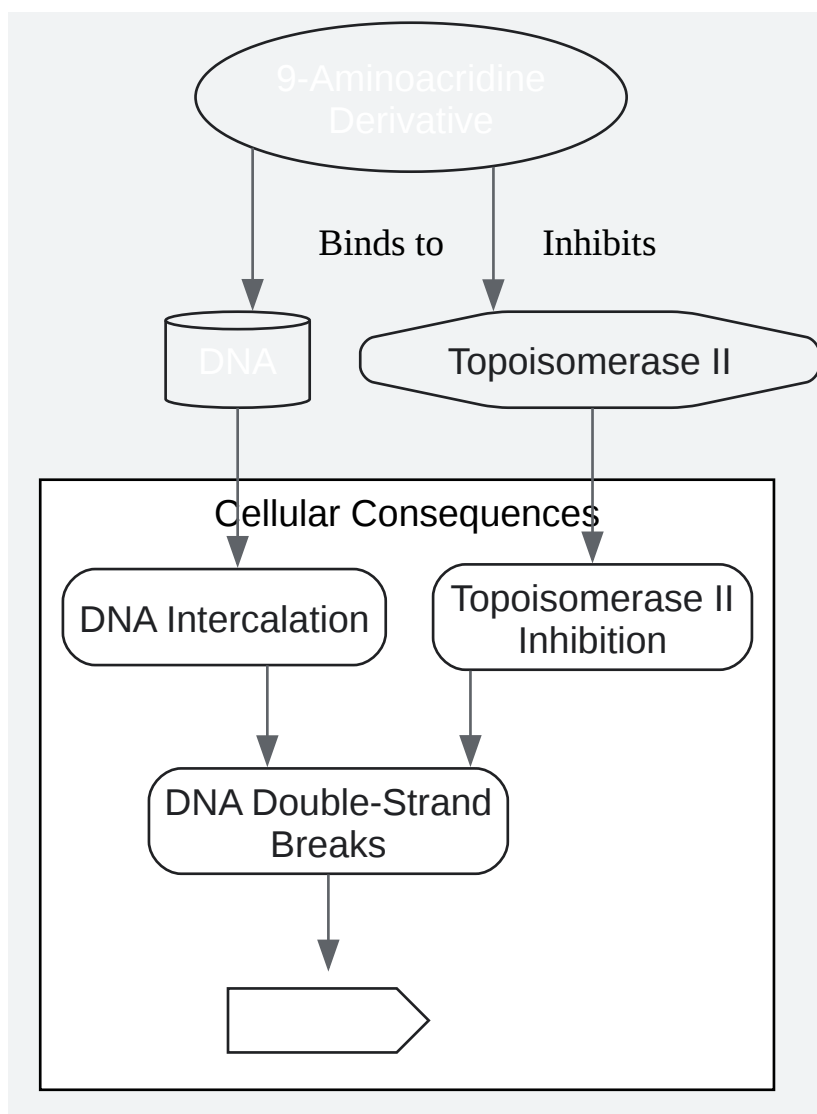 9-Aminoacridine
Derivative
Binds to
Inhibits
DNA
Topoisomerase II
Cellular Consequences
DNA Intercalation
Topoisomerase II
Inhibition
DNA Double-Strand
Breaks